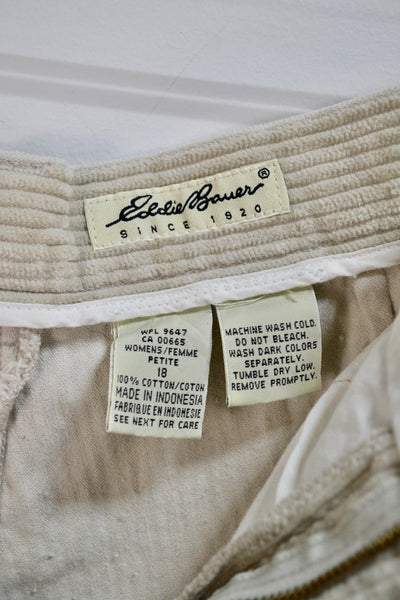 Eddie Bauer®
SINCE 1920
WPL 9647
CA 00665
WOMENS/FEMME
PETITE
18
100% COTTON/COTON
MADE IN INDONESIA
FABRIQUE EN INDONESIE
SEE NEXT FOR CARE
MACHINE WASH COLD.
DO NOT BLEACH.
WASH DARK COLORS
SEPARATELY.
TUMBLE DRY LOW.
REMOVE PROMPTLY.